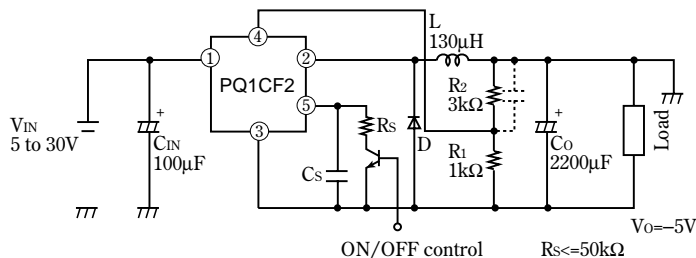 L
130μH
4
1
2
PQ1CF2
R2
3kΩ
5
VIN
5 to 30V
+
CIN
100μF
3
RS
D
CS
R1
1kΩ
+
CO
2200μF
Load
VO=−5V
ON/OFF control
RS<=50kΩ